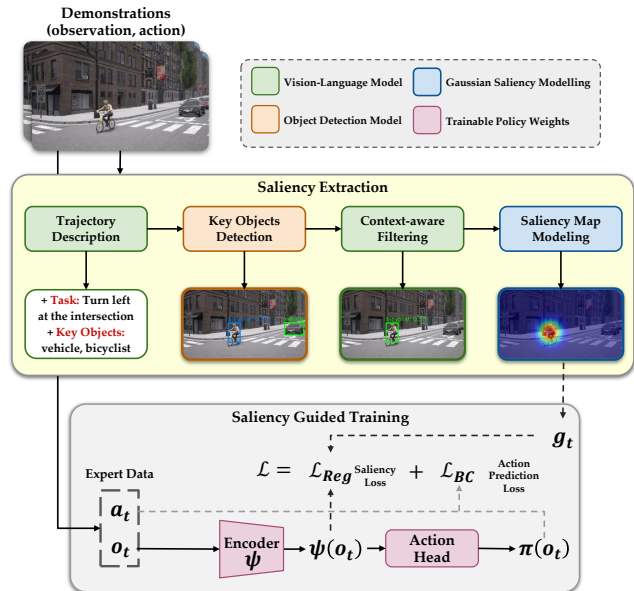 Demonstrations
(observation, action)
Vision-Language Model
Gaussian Saliency Modelling
Object Detection Model
Trainable Policy Weights
Saliency Extraction
Trajectory
Description
Key Objects
Detection
Context-aware
Filtering
Saliency Map
Modeling
+ Task: Turn left
at the intersection
+ Key Objects:
vehicle, bicyclist
Saliency Guided Training
g_t
Expert Data
ℒ = ℒ_Reg Saliency Loss + ℒ_BC Action Prediction Loss
a_t
o_t
Encoder
ψ
ψ(o_t)
Action
Head
π(o_t)